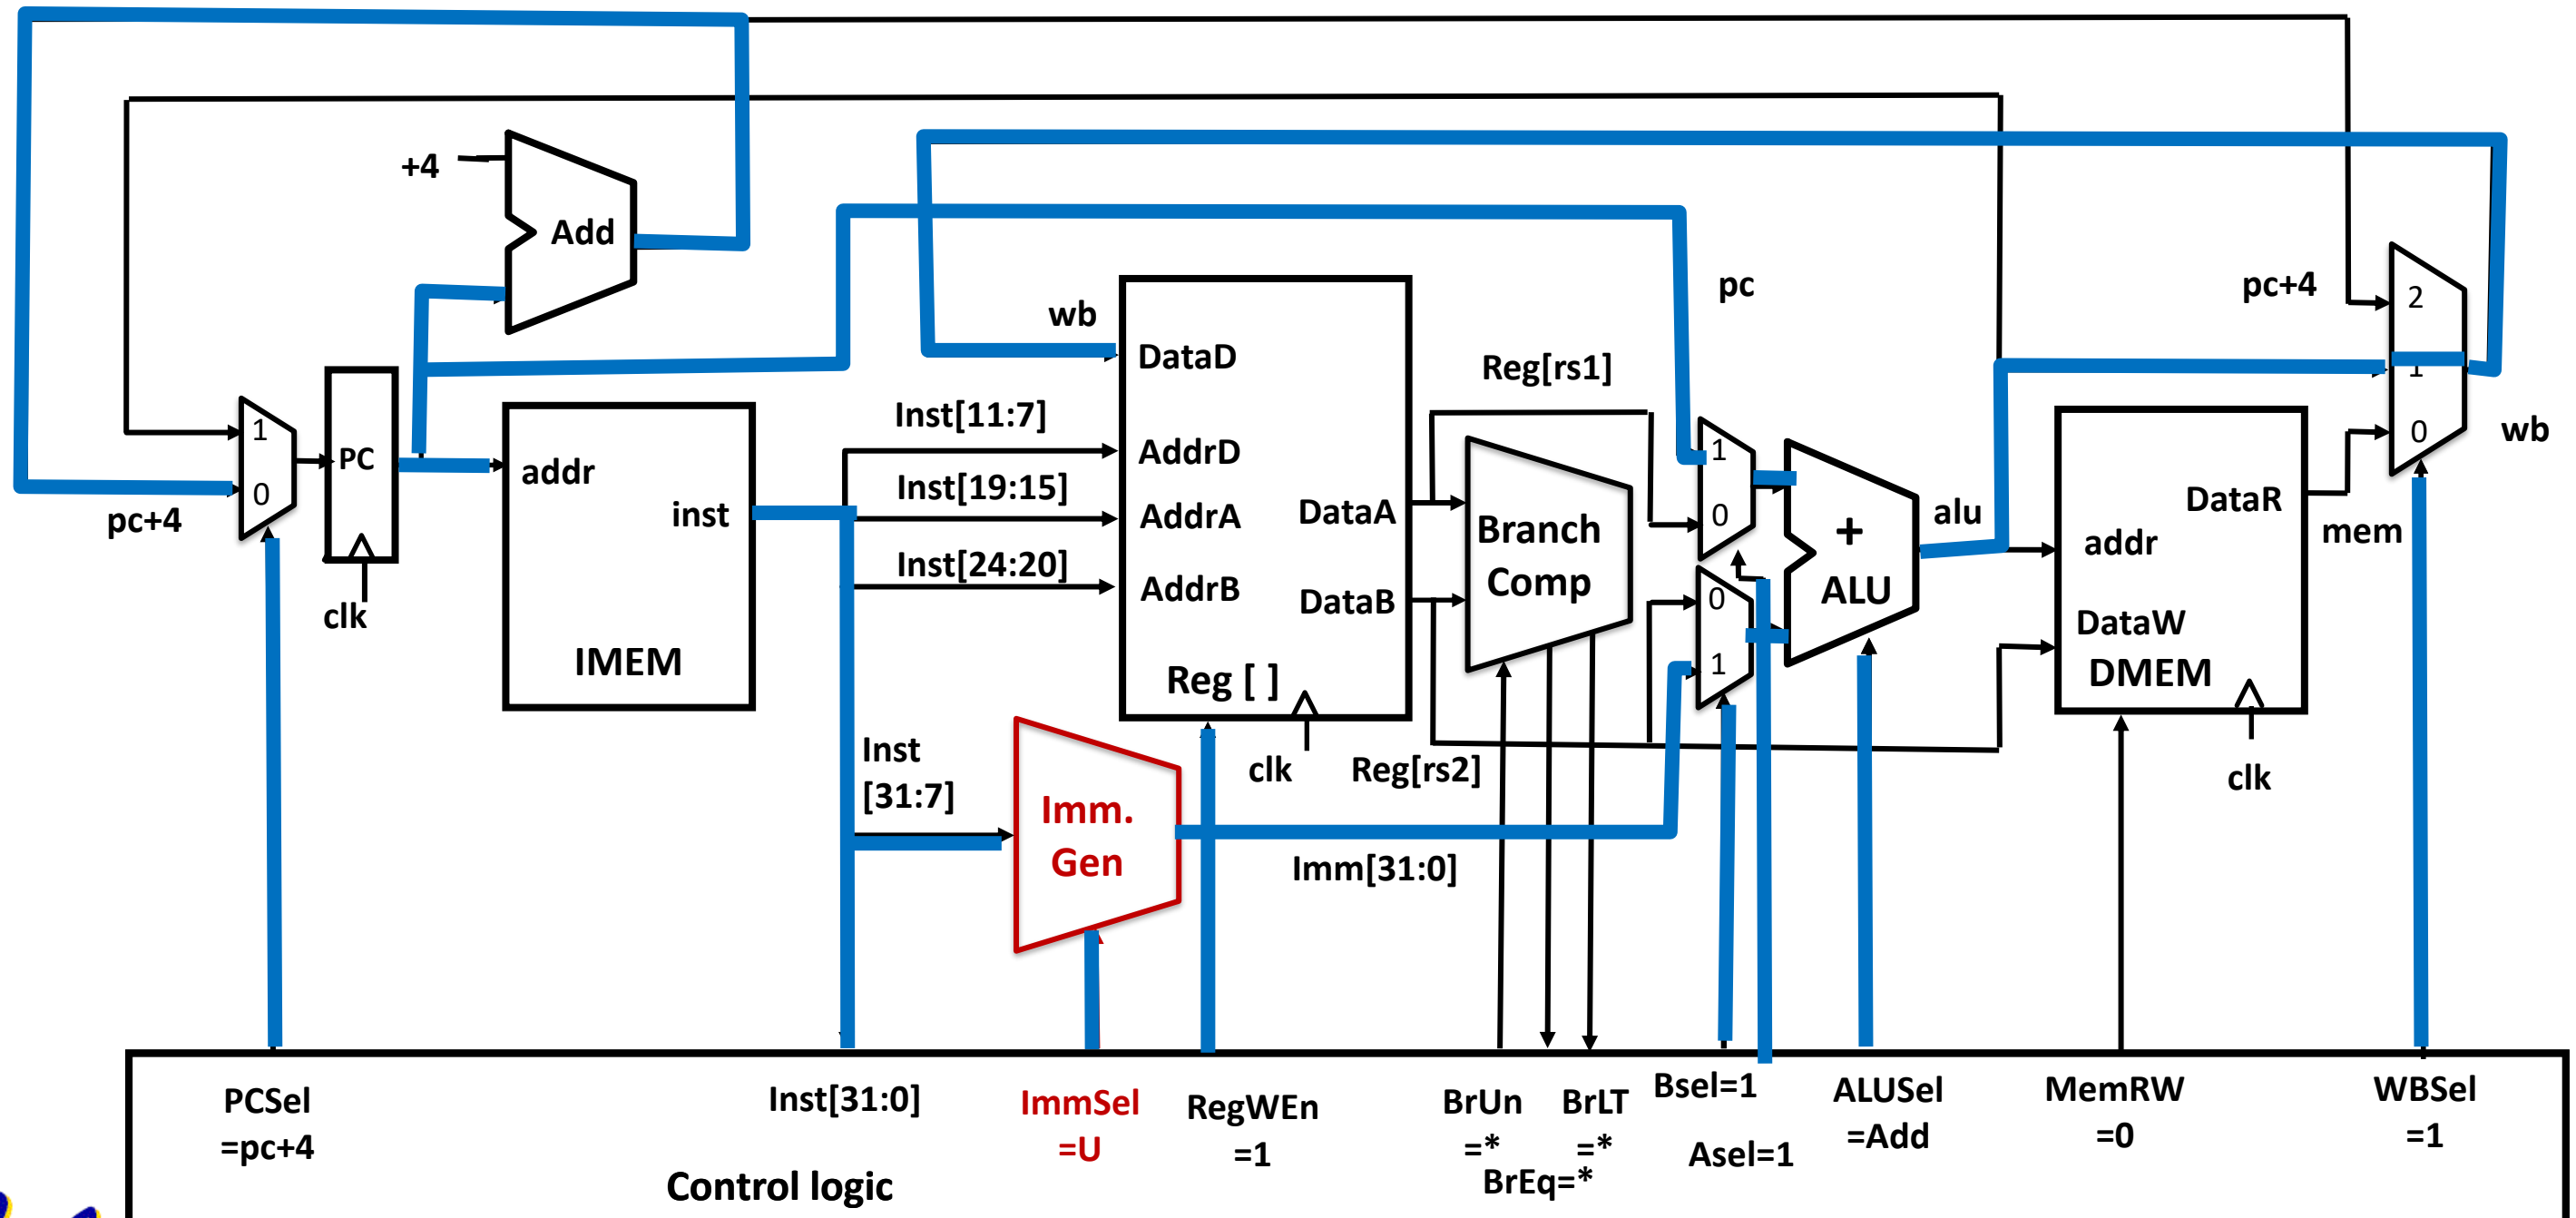 +4
Add
pc
pc+4
2
wb
DataD
Reg[rs1]
1
Inst[11:7]
1
PC
addr
AddrD
1
0
wb
Inst[19:15]
0
pc+4
inst
AddrA
DataA
Branch
Comp
0
+
ALU
alu
DataR
mem
addr
Inst[24:20]
AddrB
DataB
0
1
DataW
DMEM
clk
IMEM
Reg [ ]
clk
Reg[rs2]
clk
Inst
[31:7]
Imm.
Gen
Imm[31:0]
PCSel
=pc+4
Inst[31:0]
ImmSel
=U
RegWEn
=1
BrUn
=*
BrLT
=*
BrEq=*
Bsel=1
Asel=1
ALUSel
=Add
MemRW
=0
WBSel
=1
Control logic